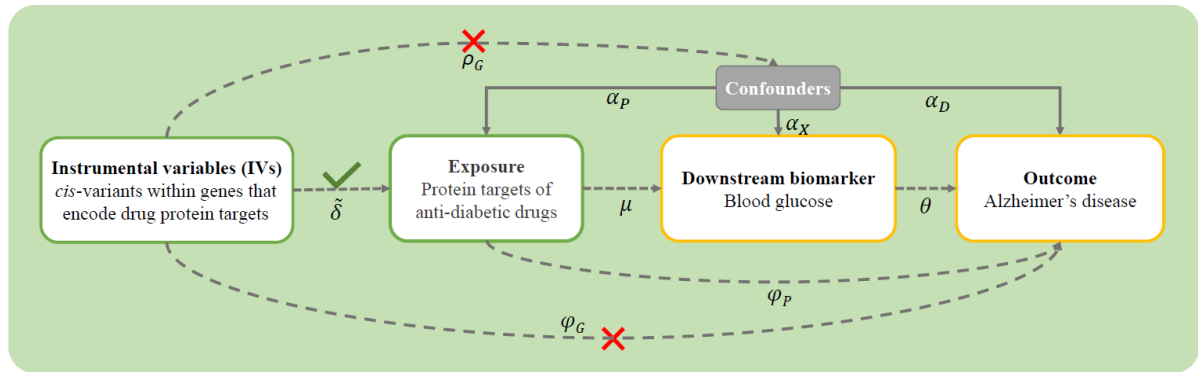 ρ_G
Confounders
α_P
α_X
α_D
Instrumental variables (IVs)
cis-variants within genes that
encode drug protein targets
δ̃
Exposure
Protein targets of
anti-diabetic drugs
μ
Downstream biomarker
Blood glucose
θ
Outcome
Alzheimer's disease
φ_P
φ_G